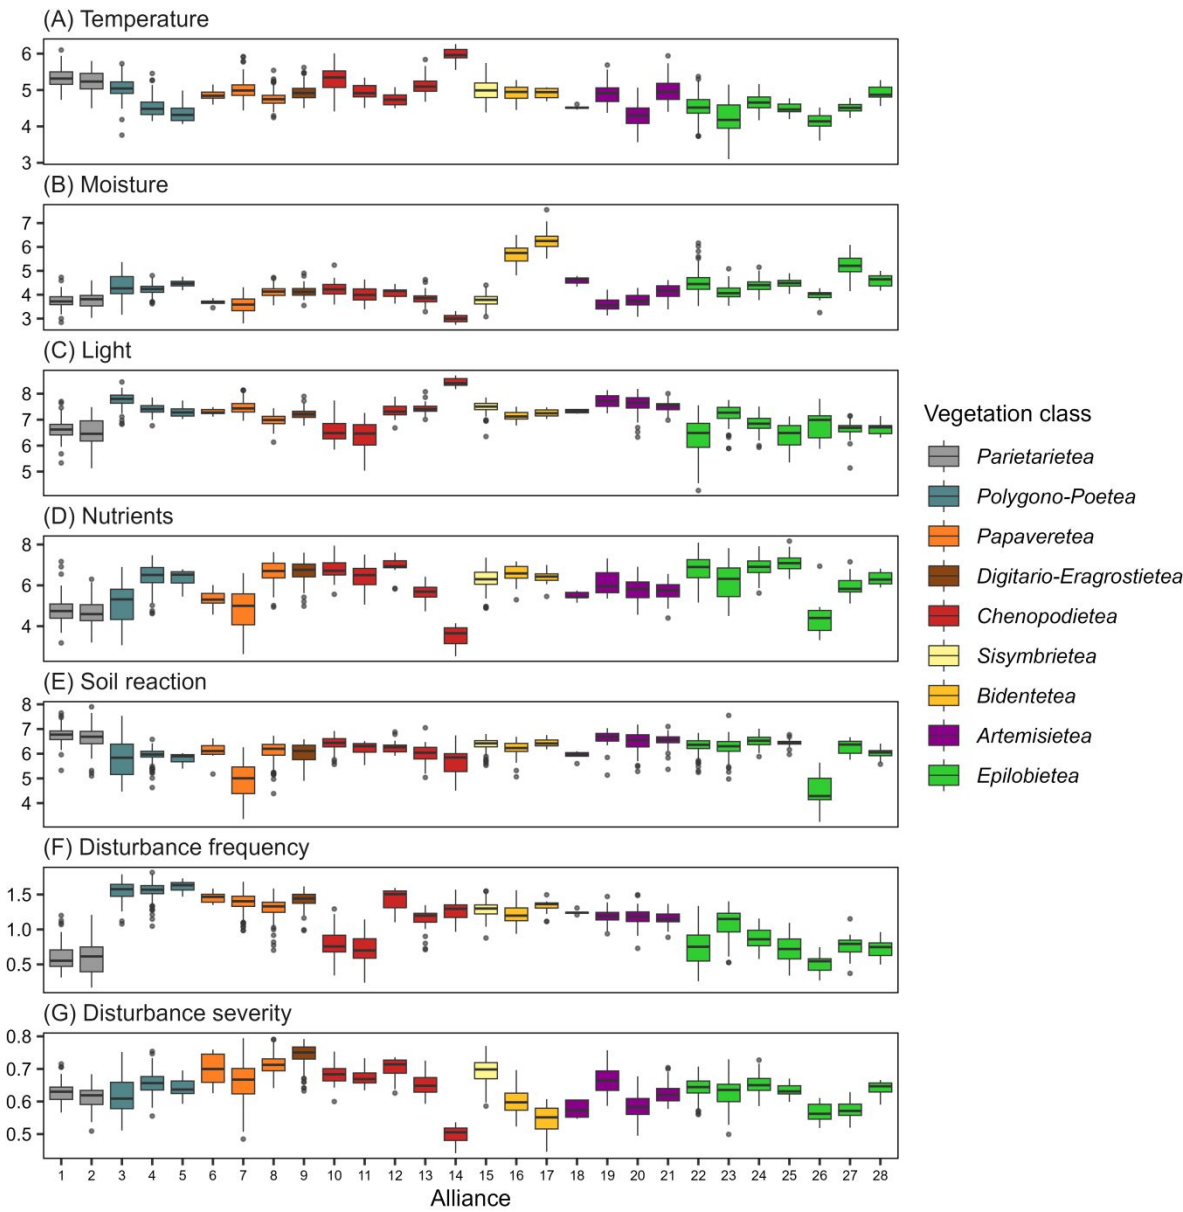 (A) Temperature
6
5
4
3
(B) Moisture
7
6
5
4
3
(C) Light
8
7
6
5
(D) Nutrients
8
6
4
(E) Soil reaction
8
7
6
5
4
(F) Disturbance frequency
1.5
1.0
0.5
(G) Disturbance severity
0.8
0.7
0.6
0.5
1 2 3 4 5 6 7 8 9 10 11 12 13 14 15 16 17 18 19 20 21 22 23 24 25 26 27 28
Alliance
Vegetation class
Parietarietea
Polygono-Poetea
Papaveretea
Digitario-Eragrostietea
Chenopodietea
Sisymbrietea
Bidentetea
Artemisietea
Epilobietea